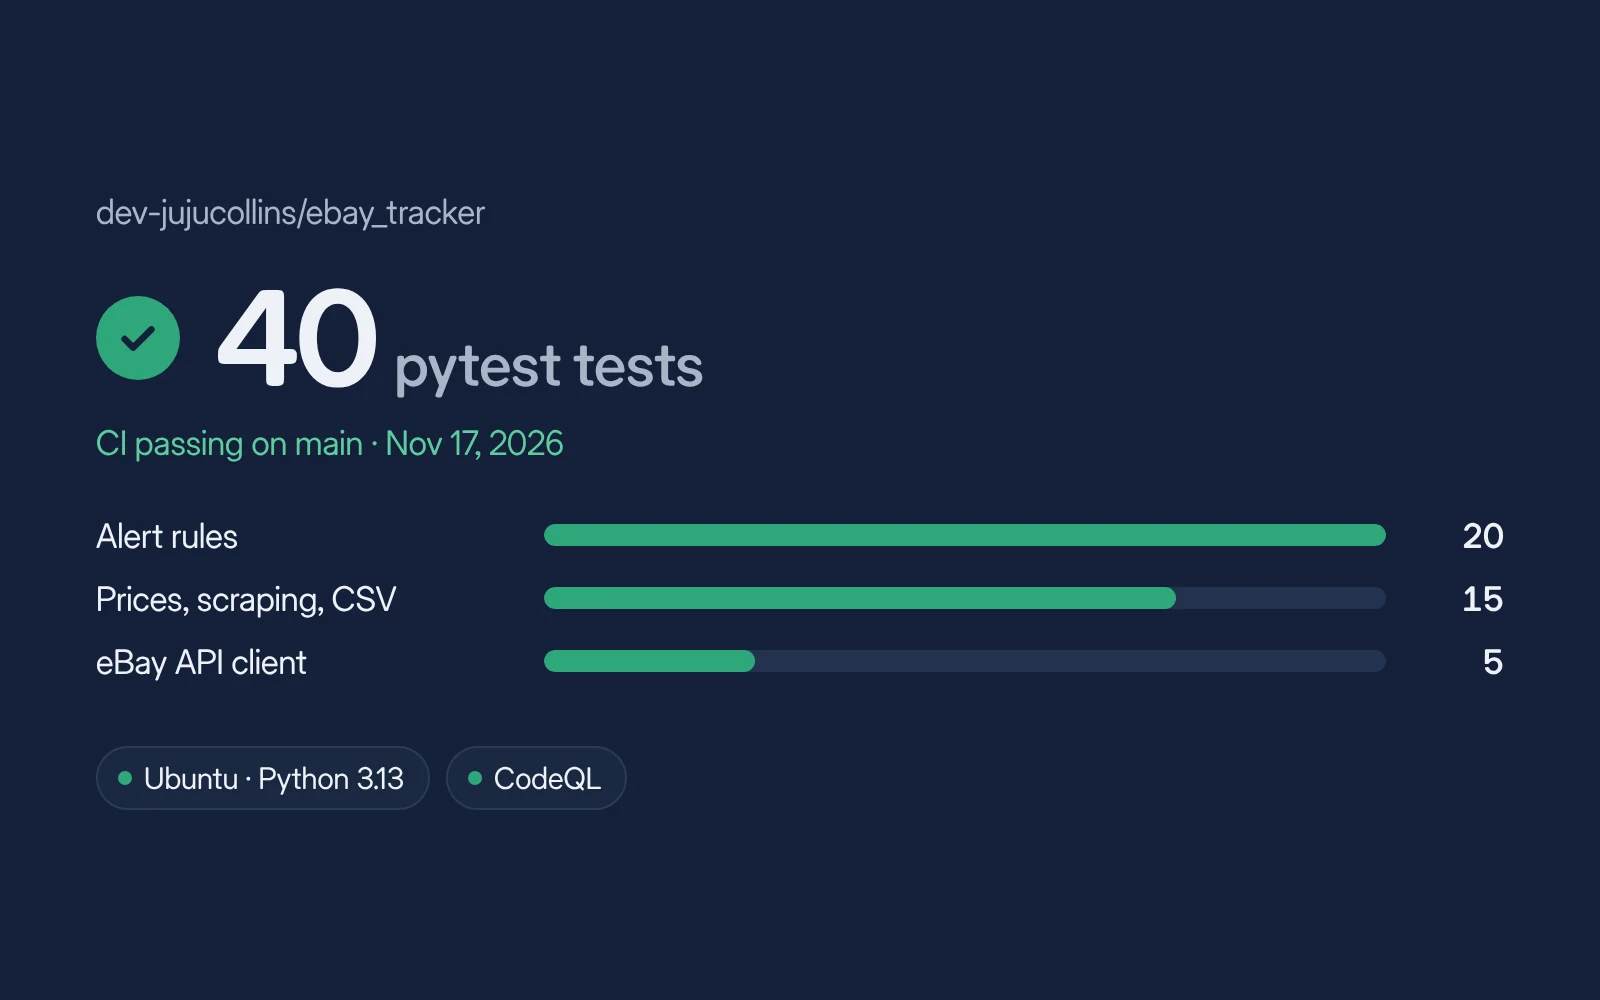 dev-jujucollins/ebay_tracker
40 pytest tests
CI passing on main · Nov 17, 2026
Alert rules 20
Prices, scraping, CSV 15
eBay API client 5
Ubuntu · Python 3.13 CodeQL